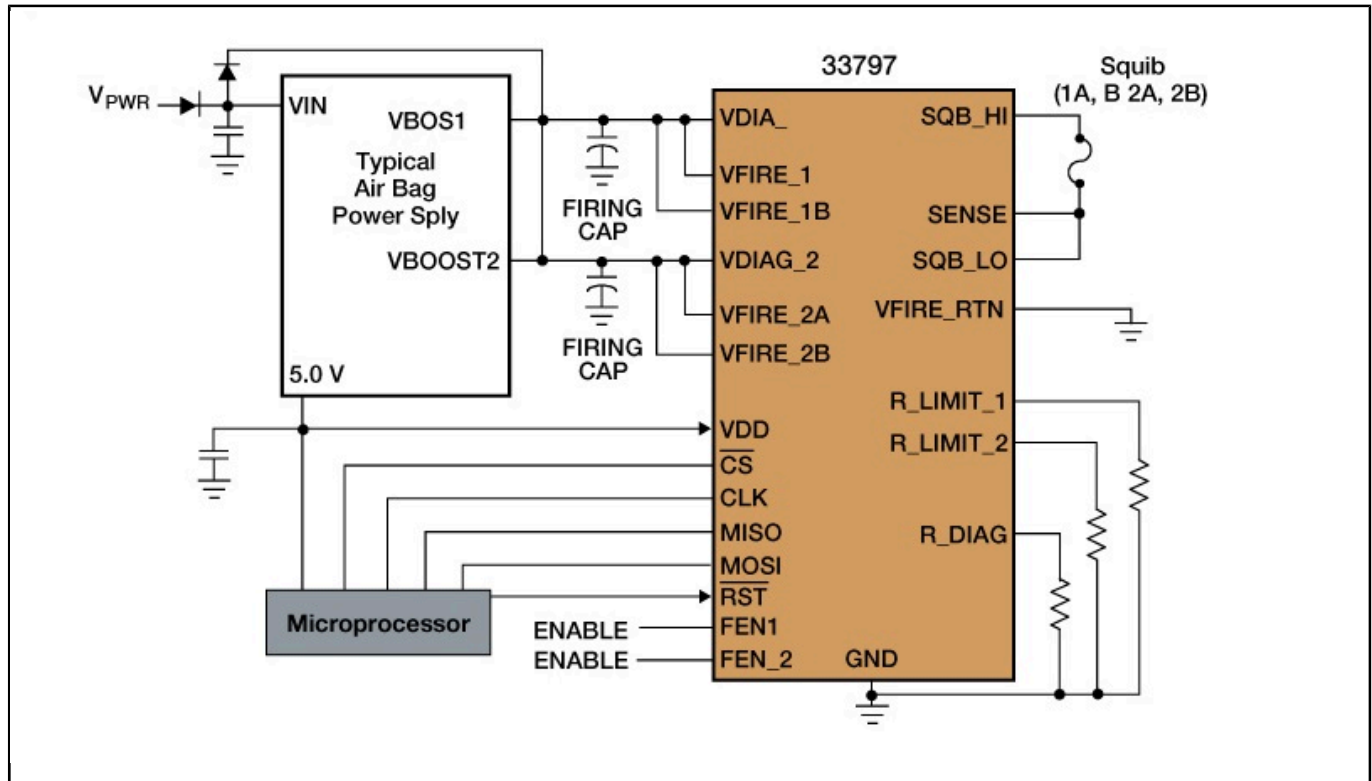 33797
Squib
(1A, B 2A, 2B)
VPWR
VIN
VBOS1
Typical
Air Bag
Power Sply
VBOOST2
5.0 V
FIRING
CAP
FIRING
CAP
VDIA_
VFIRE_1
VFIRE_1B
VDIAG_2
VFIRE_2A
VFIRE_2B
VDD
CS
CLK
MISO
MOSI
RST
FEN1
FEN_2
SQB_HI
SENSE
SQB_LO
VFIRE_RTN
R_LIMIT_1
R_LIMIT_2
R_DIAG
GND
Microprocessor
ENABLE
ENABLE